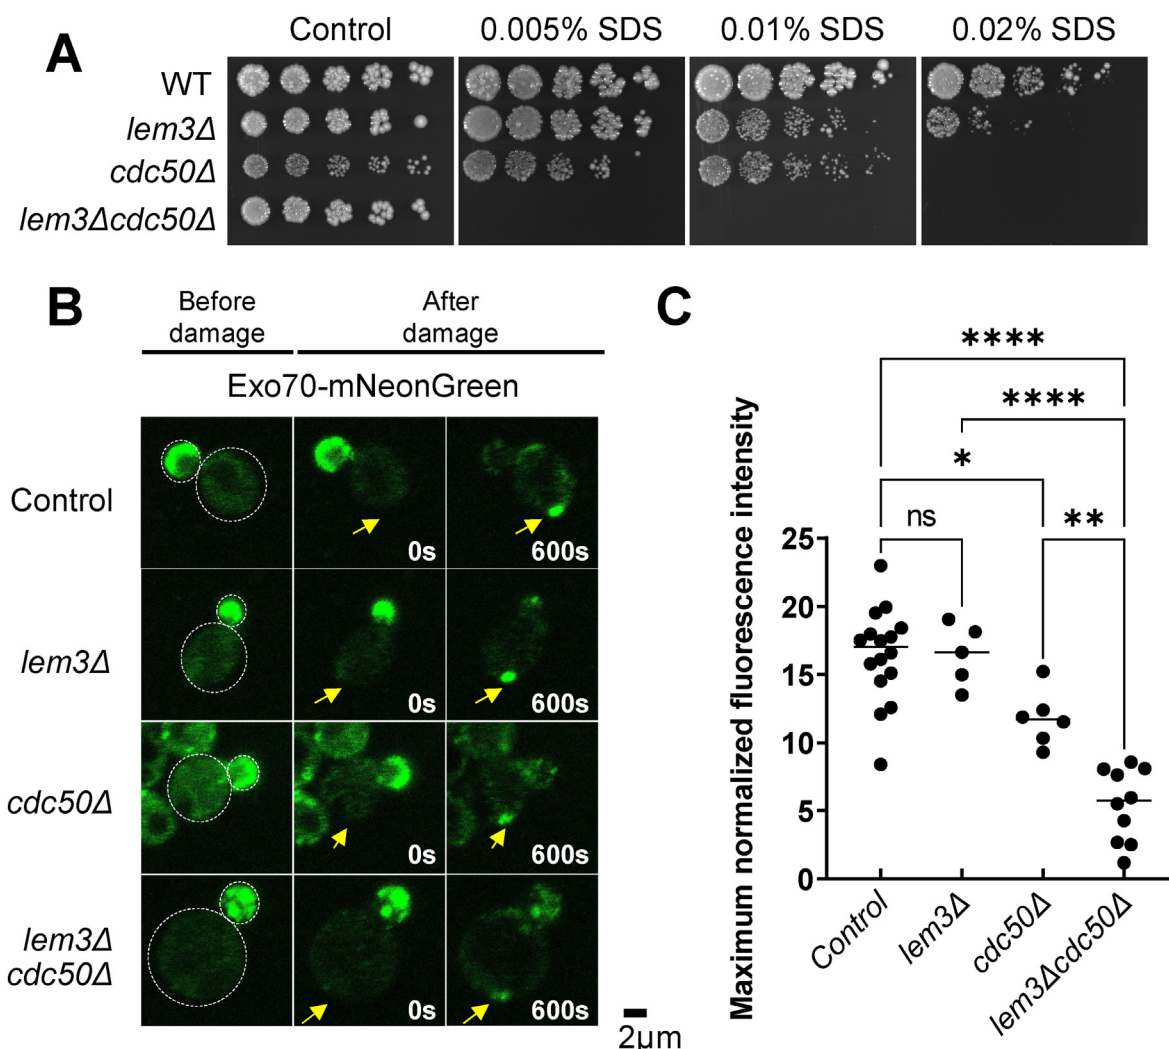 A
Control 0.005% SDS 0.01% SDS 0.02% SDS
WT
lem3Δ
cdc50Δ
lem3Δcdc50Δ
B
Before damage
After damage
Exo70-mNeonGreen
Control
0s
600s
lem3Δ
0s
600s
cdc50Δ
0s
600s
lem3Δ
cdc50Δ
0s
600s
2µm
C
****
****
*
**
ns
Maximum normalized fluorescence intensity
25
20
15
10
5
0
Control
lem3Δ
cdc50Δ
lem3Δcdc50Δ